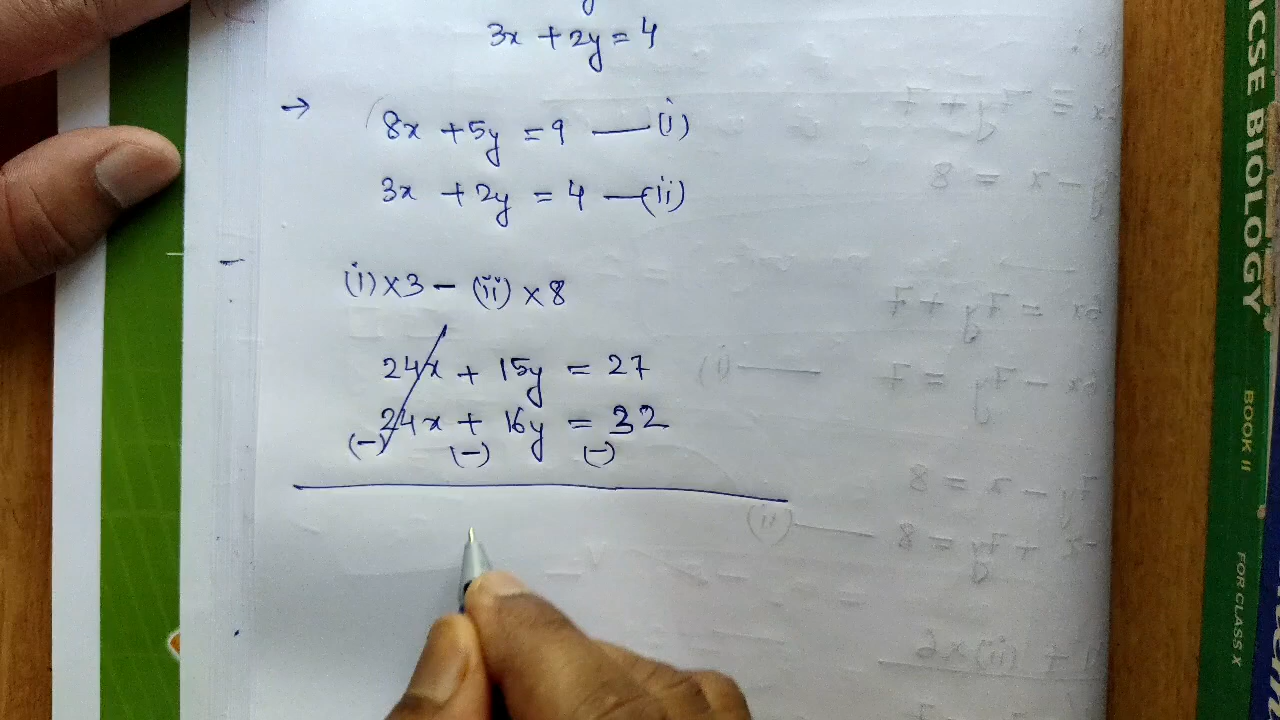 3x + 2y = 4
→ 8x + 5y = 9 —(i)
3x + 2y = 4 —(ii)
(i) × 3 - (ii) × 8
24x + 15y = 27
24x + 16y = 32
(-) (-) (-)
ICSE BIOLOGY
BOOK II
FOR CLASS X